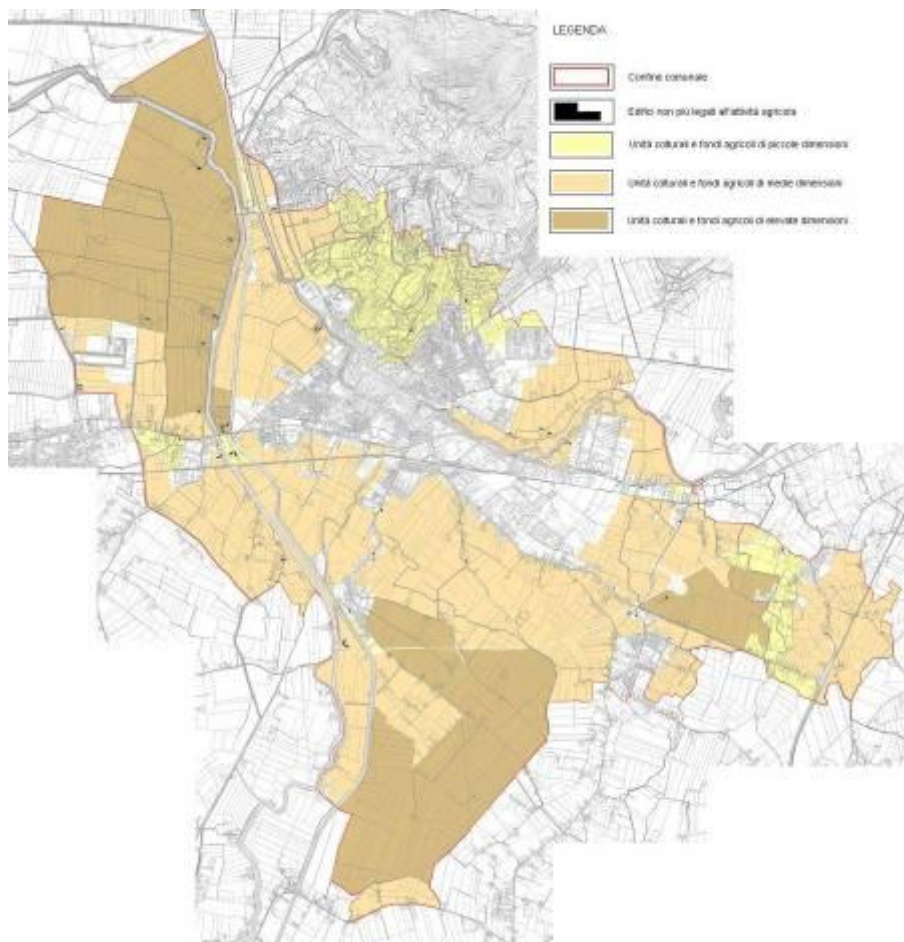 LEGENDA
Confine comunale
Edifici non più legati all'attività agricola
Unità colturali e fondi agricoli di piccole dimensioni
Unità colturali e fondi agricoli di medie dimensioni
Unità colturali e fondi agricoli di elevate dimensioni